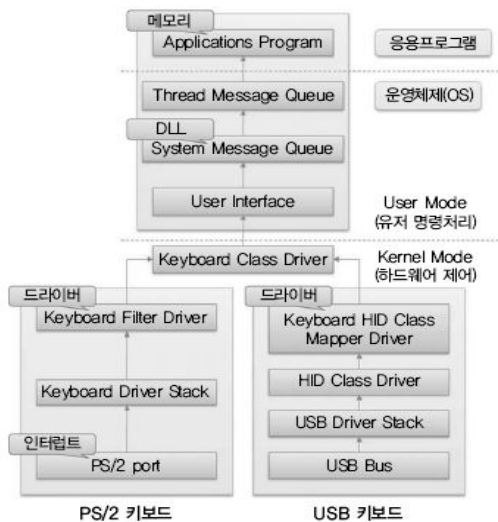 메모리
Applications Program
응용프로그램
Thread Message Queue
운영체제(OS)
DLL
System Message Queue
User Interface
User Mode
(유저 명령처리)
Keyboard Class Driver
Kernel Mode
(하드웨어 제어)
드라이버
Keyboard Filter Driver
Keyboard Driver Stack
인터럽트
PS/2 port
PS/2 키보드
드라이버
Keyboard HID Class
Mapper Driver
HID Class Driver
USB Driver Stack
USB Bus
USB 키보드